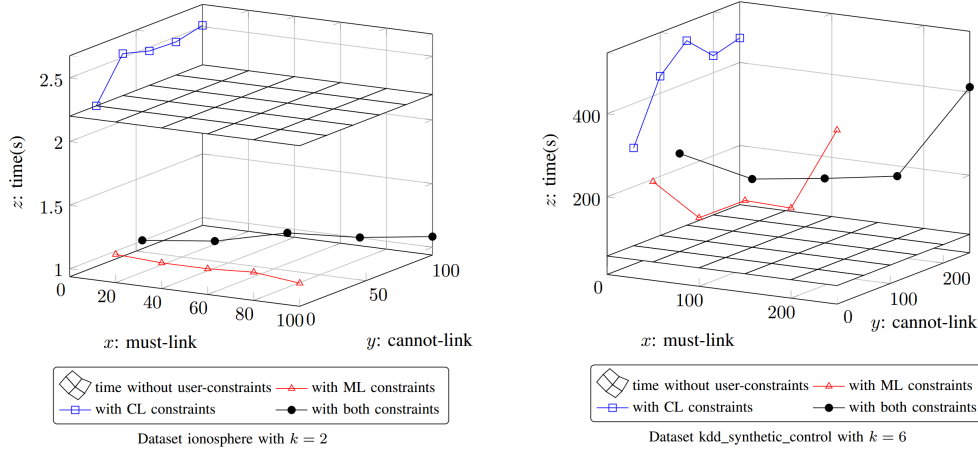 2.5
2
1.5
1
z: time(s)
0
20
40
60
80
100
x: must-link
0
50
100
y: cannot-link
time without user-constraints
with ML constraints
with CL constraints
with both constraints
Dataset ionosphere with k = 2
400
200
z: time(s)
0
100
200
x: must-link
0
100
200
y: cannot-link
time without user-constraints
with ML constraints
with CL constraints
with both constraints
Dataset kdd_synthetic_control with k = 6